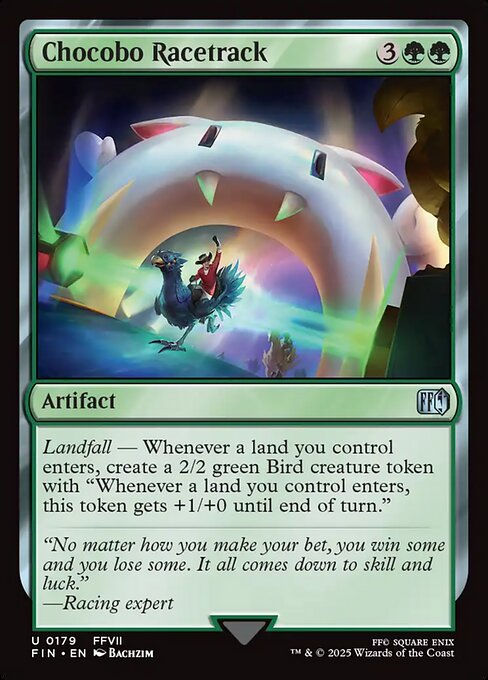 Chocobo Racetrack 3
Artifact
FF
Landfall — Whenever a land you control
enters, create a 2/2 green Bird creature token
with “Whenever a land you control enters,
this token gets +1/+0 until end of turn.”
“No matter how you make your bet, you win some
and you lose some. It all comes down to skill and
luck.”
—Racing expert
U 0179 FFVII
FIN • EN BACHZIM
FF© SQUARE ENIX
™ & © 2025 Wizards of the Coast